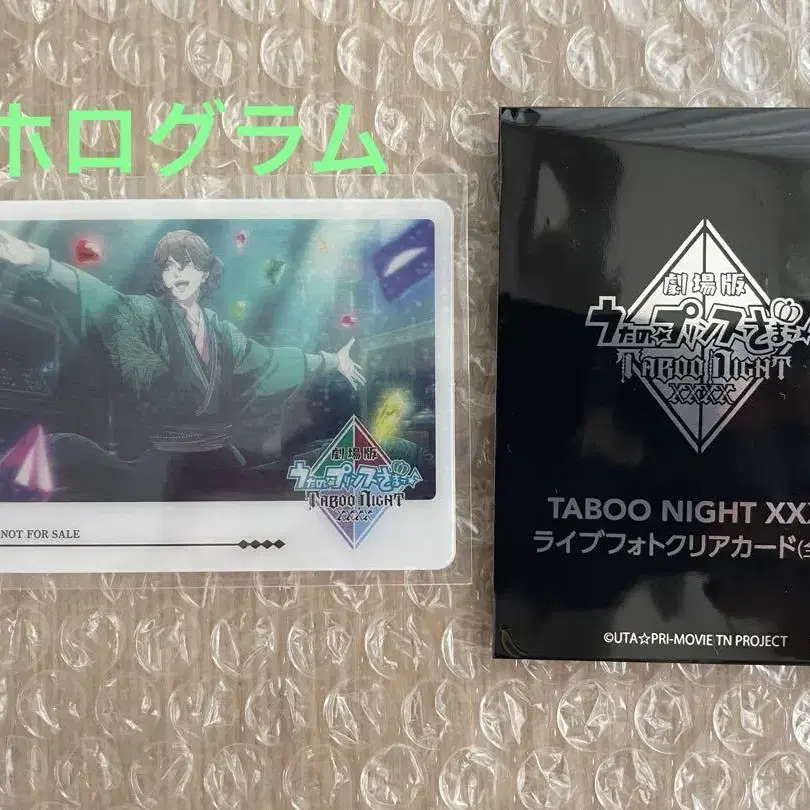 ホログラム
劇場版
うたの☆プリンスさまっ♪
TABOO NIGHT
XXXX
NOT FOR SALE
劇場版
うたの☆プリンスさまっ
TABOO NIGHT
XXXX
TABOO NIGHT XX
ライブフォトクリアカード(全
©UTA☆PRI-MOVIE TN PROJECT